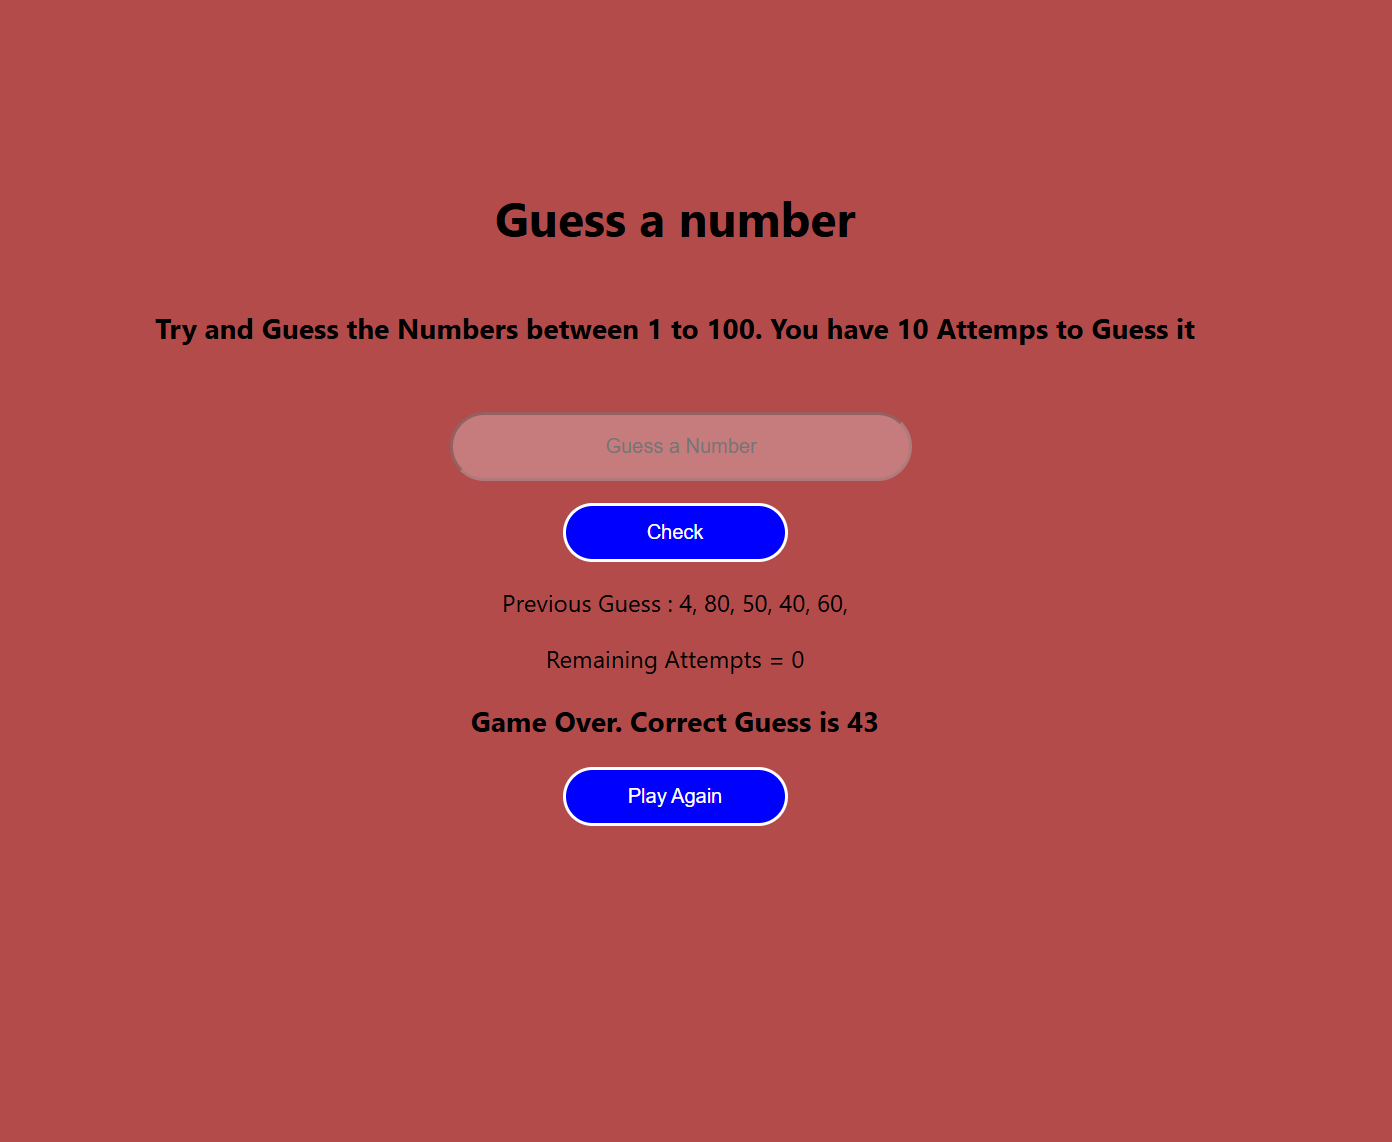 Guess a number
Try and Guess the Numbers between 1 to 100. You have 10 Attemps to Guess it
Guess a Number
Check
Previous Guess : 4, 80, 50, 40, 60,
Remaining Attempts = 0
Game Over. Correct Guess is 43
Play Again